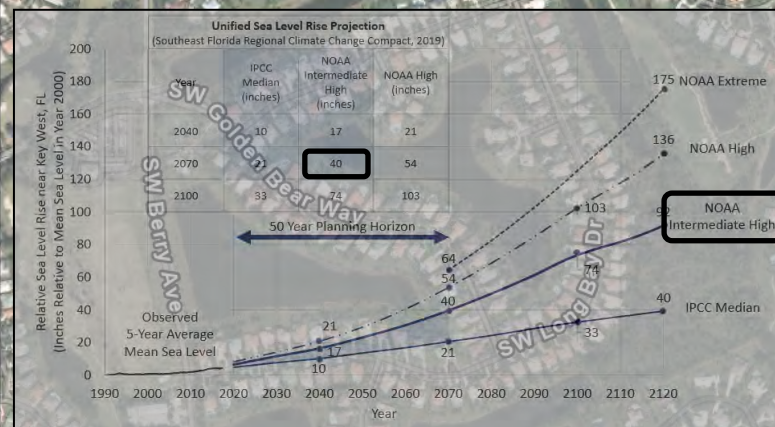 Unified Sea Level Rise Projection
(Southeast Florida Regional Climate Change Compact, 2019)
Year
IPCC
Median
(inches)
NOAA
Intermediate
High
(inches)
NOAA High
(inches)
2040 10 17 21
2070 21 40 54
2100 33 74 103
50 Year Planning Horizon
Relative Sea Level Rise near Key West, FL
(Inches Relative to Mean Sea Level in Year 2000)
200
180
160
140
120
100
80
60
40
20
0
Observed
5-Year Average
Mean Sea Level
175 NOAA Extreme
136
NOAA High
103
92
NOAA
Intermediate High
74
64
54
40
40
IPCC Median
33
21
21
17
10
1990 2000 2010 2020 2030 2040 2050 2060 2070 2080 2090 2100 2110 2120
Year
SW Golden Bear Way
SW Berry Ave
SW Long Bay Dr